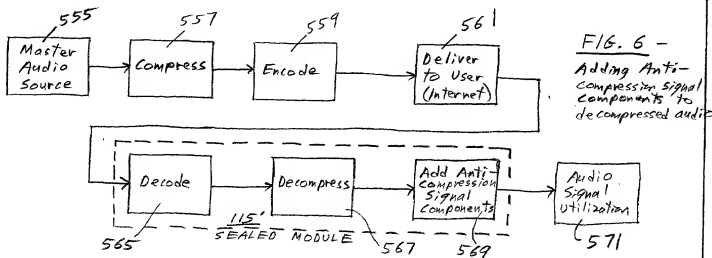 555
557
559
561
Master
Audio
Source
Compress
Encode
Deliver
to User
(Internet)
FIG. 6 -
Adding Anti-
compression signal
components to
decompressed audio
Decode
Decompress
Add Anti-
compression
Signal
Components
Audio
Signal
Utilization
565
115'
SEALED MODULE
567
569
571